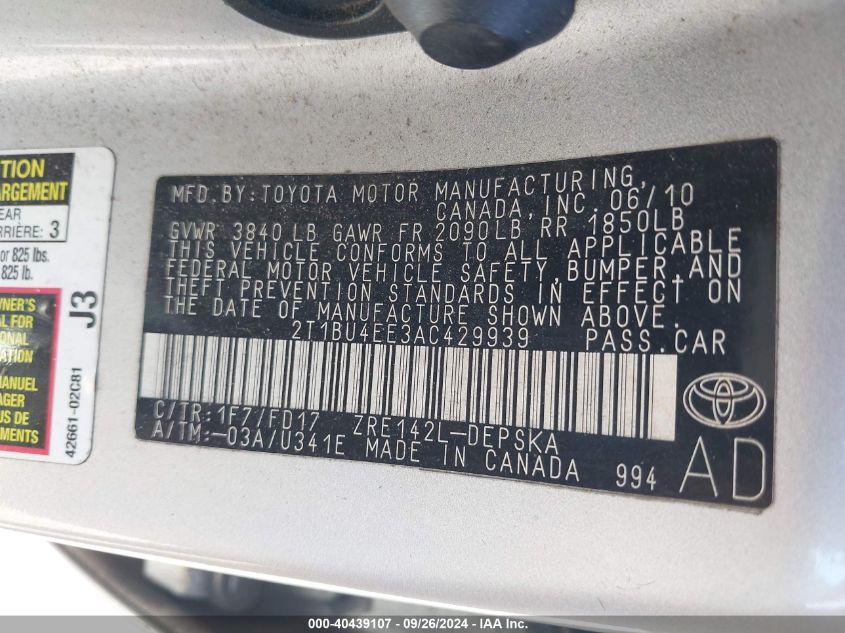 MFD. BY: TOYOTA MOTOR MANUFACTURING,
CANADA, INC. 06/10
GVWR 3840 LB GAWR FR 2090LB RR 1850LB
THIS VEHICLE CONFORMS TO ALL APPLICABLE
FEDERAL MOTOR VEHICLE SAFETY, BUMPER, AND
THEFT PREVENTION STANDARDS IN EFFECT ON
THE DATE OF MANUFACTURE SHOWN ABOVE.
2T1BU4EE3AC429939 PASS. CAR
C/TR: 1F7/FD17 ZRE142L-DEPSKA
A/TM: -03A/U341E MADE IN CANADA 994
AD
TION
ARGEMENT
EAR
RRIÈRE: 3
or 825 lbs.
825 lb.
WNER'S
AL FOR
ONAL
ATION
MANUEL
AGER
MENTS
J3
42661-02C81
000-40439107 - 09/26/2024 - IAA Inc.